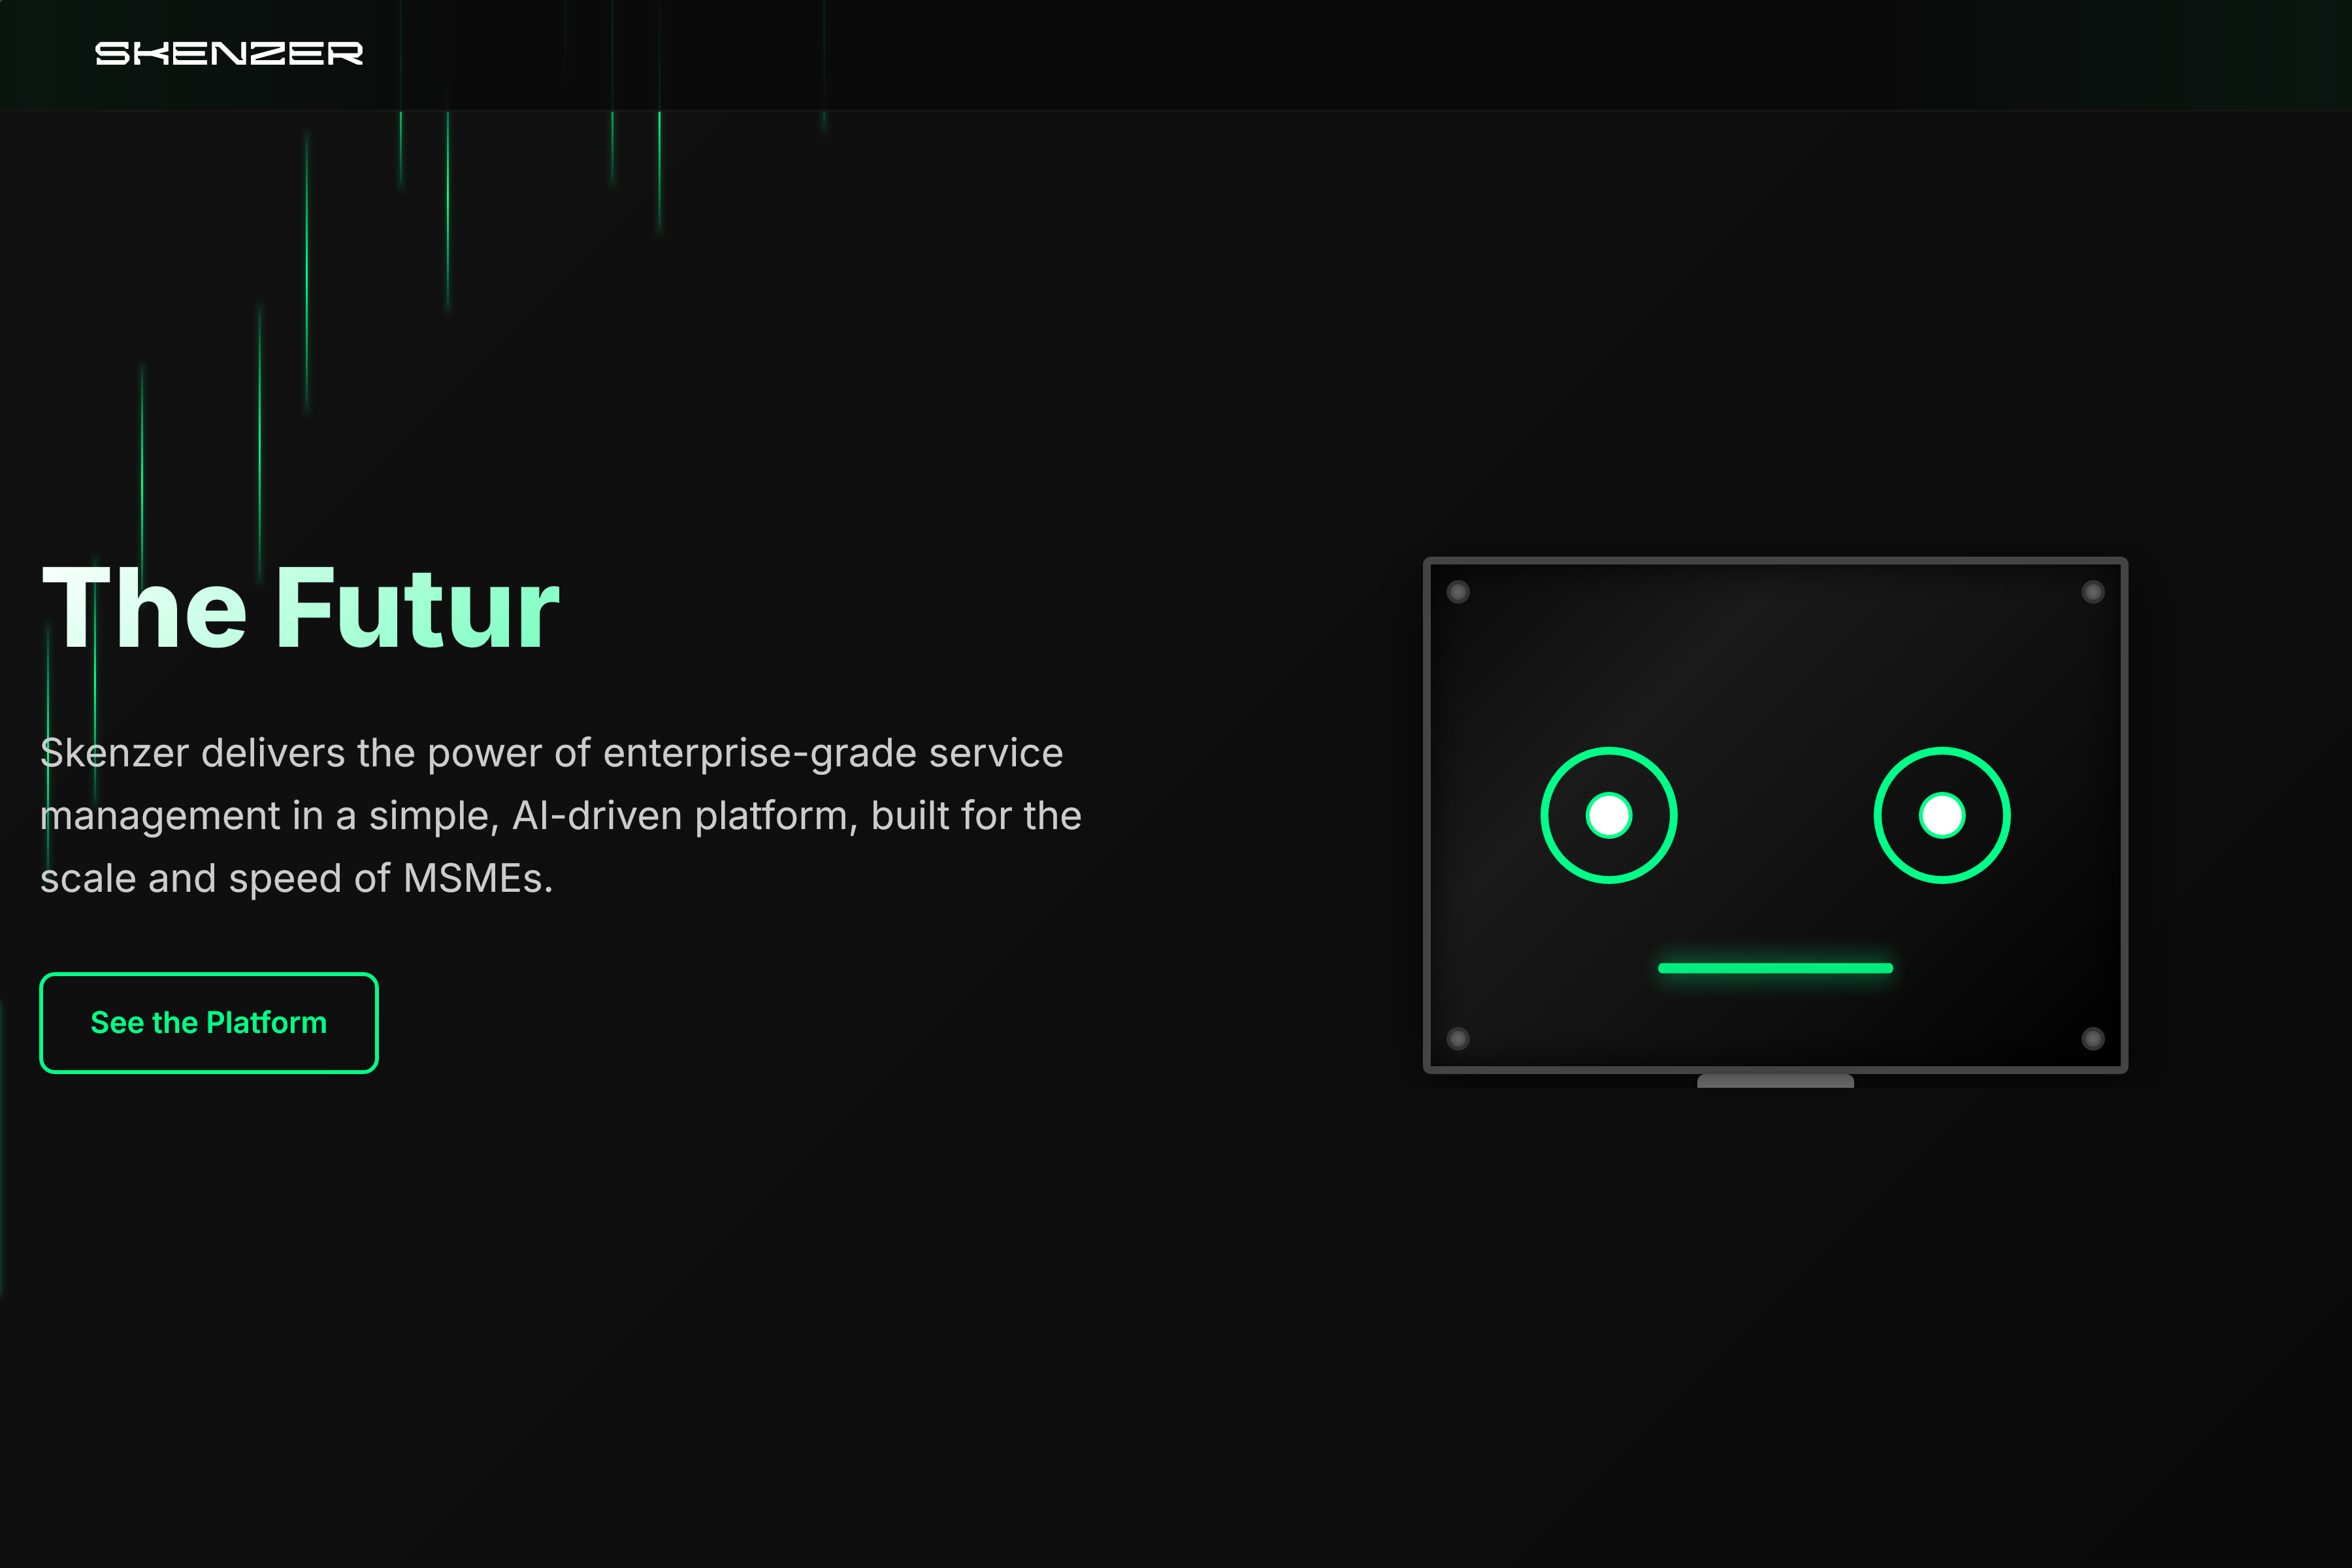 SKENZER
The Futur
Skenzer delivers the power of enterprise-grade service
management in a simple, AI-driven platform, built for the
scale and speed of MSMEs.
See the Platform